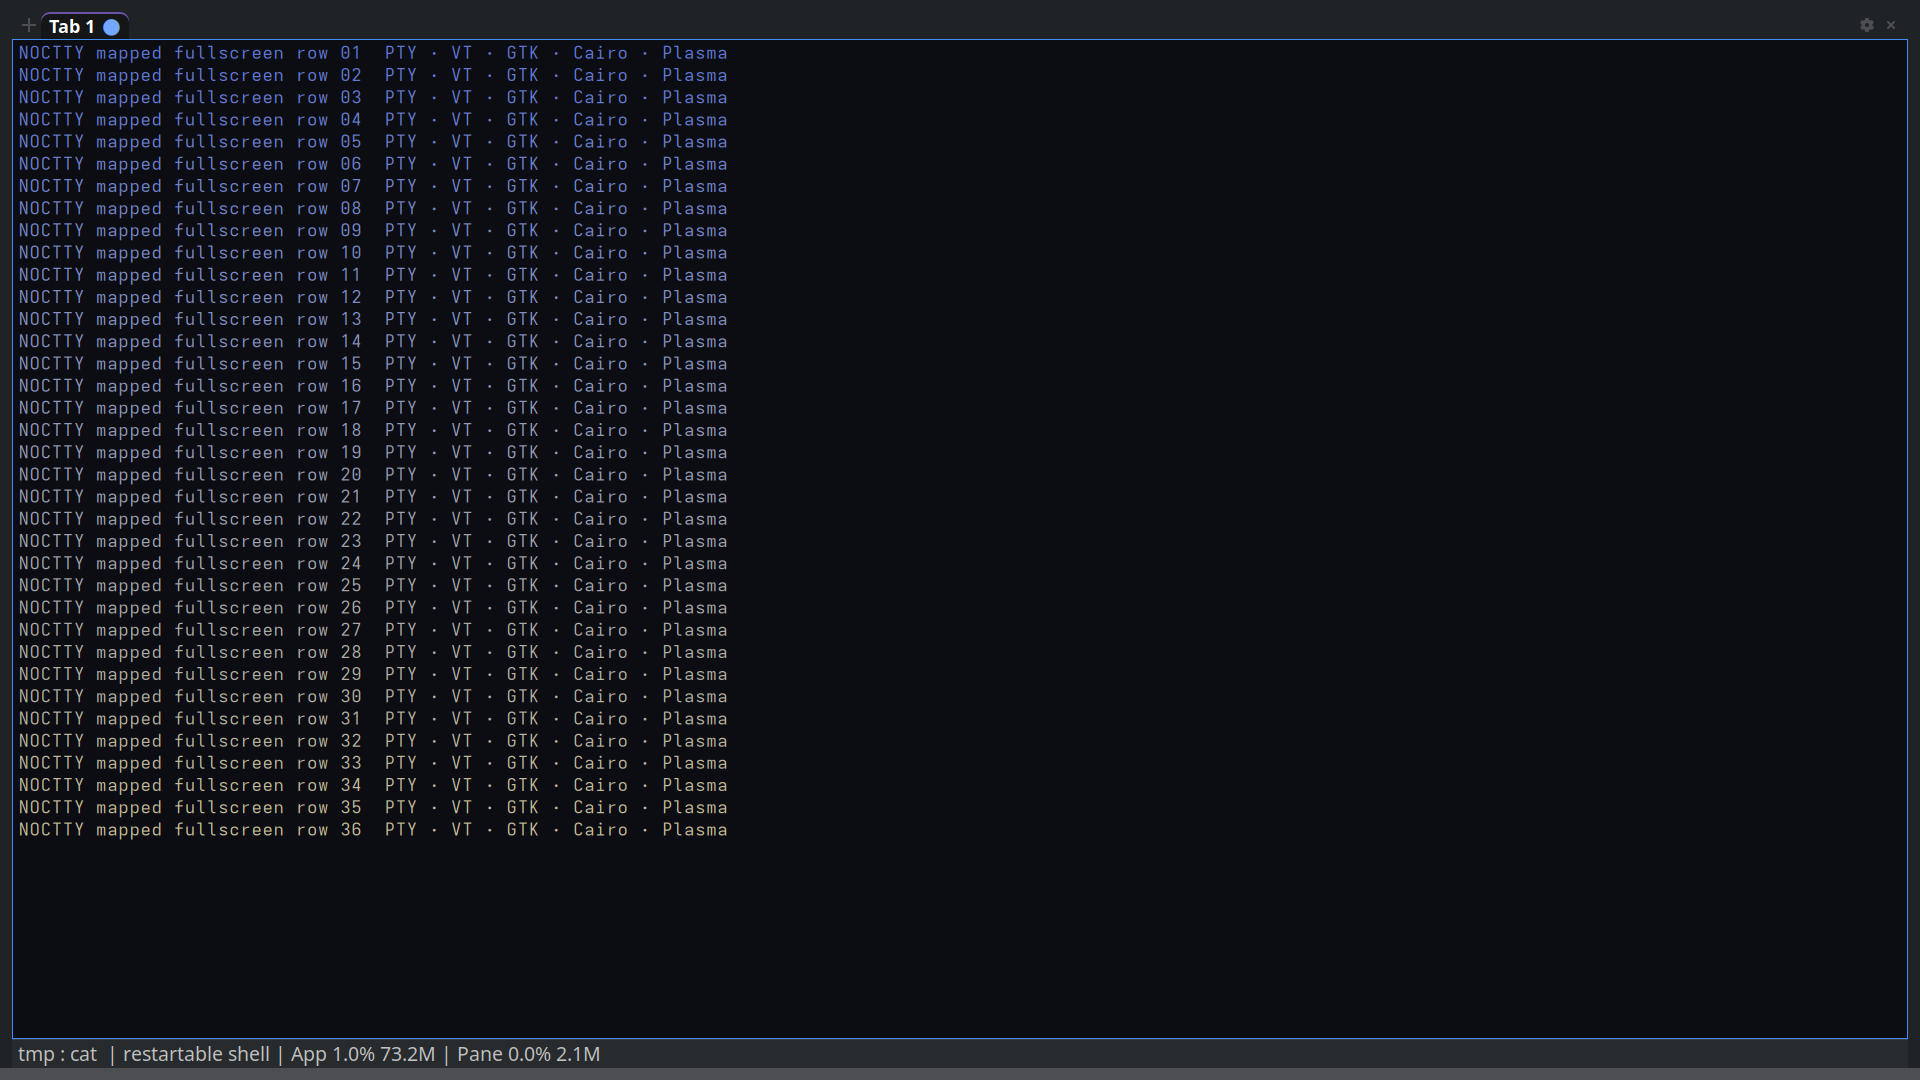 Tab 1
NOCTTY mapped fullscreen row 01  PTY · VT · GTK · Cairo · Plasma
NOCTTY mapped fullscreen row 02  PTY · VT · GTK · Cairo · Plasma
NOCTTY mapped fullscreen row 03  PTY · VT · GTK · Cairo · Plasma
NOCTTY mapped fullscreen row 04  PTY · VT · GTK · Cairo · Plasma
NOCTTY mapped fullscreen row 05  PTY · VT · GTK · Cairo · Plasma
NOCTTY mapped fullscreen row 06  PTY · VT · GTK · Cairo · Plasma
NOCTTY mapped fullscreen row 07  PTY · VT · GTK · Cairo · Plasma
NOCTTY mapped fullscreen row 08  PTY · VT · GTK · Cairo · Plasma
NOCTTY mapped fullscreen row 09  PTY · VT · GTK · Cairo · Plasma
NOCTTY mapped fullscreen row 10  PTY · VT · GTK · Cairo · Plasma
NOCTTY mapped fullscreen row 11  PTY · VT · GTK · Cairo · Plasma
NOCTTY mapped fullscreen row 12  PTY · VT · GTK · Cairo · Plasma
NOCTTY mapped fullscreen row 13  PTY · VT · GTK · Cairo · Plasma
NOCTTY mapped fullscreen row 14  PTY · VT · GTK · Cairo · Plasma
NOCTTY mapped fullscreen row 15  PTY · VT · GTK · Cairo · Plasma
NOCTTY mapped fullscreen row 16  PTY · VT · GTK · Cairo · Plasma
NOCTTY mapped fullscreen row 17  PTY · VT · GTK · Cairo · Plasma
NOCTTY mapped fullscreen row 18  PTY · VT · GTK · Cairo · Plasma
NOCTTY mapped fullscreen row 19  PTY · VT · GTK · Cairo · Plasma
NOCTTY mapped fullscreen row 20  PTY · VT · GTK · Cairo · Plasma
NOCTTY mapped fullscreen row 21  PTY · VT · GTK · Cairo · Plasma
NOCTTY mapped fullscreen row 22  PTY · VT · GTK · Cairo · Plasma
NOCTTY mapped fullscreen row 23  PTY · VT · GTK · Cairo · Plasma
NOCTTY mapped fullscreen row 24  PTY · VT · GTK · Cairo · Plasma
NOCTTY mapped fullscreen row 25  PTY · VT · GTK · Cairo · Plasma
NOCTTY mapped fullscreen row 26  PTY · VT · GTK · Cairo · Plasma
NOCTTY mapped fullscreen row 27  PTY · VT · GTK · Cairo · Plasma
NOCTTY mapped fullscreen row 28  PTY · VT · GTK · Cairo · Plasma
NOCTTY mapped fullscreen row 29  PTY · VT · GTK · Cairo · Plasma
NOCTTY mapped fullscreen row 30  PTY · VT · GTK · Cairo · Plasma
NOCTTY mapped fullscreen row 31  PTY · VT · GTK · Cairo · Plasma
NOCTTY mapped fullscreen row 32  PTY · VT · GTK · Cairo · Plasma
NOCTTY mapped fullscreen row 33  PTY · VT · GTK · Cairo · Plasma
NOCTTY mapped fullscreen row 34  PTY · VT · GTK · Cairo · Plasma
NOCTTY mapped fullscreen row 35  PTY · VT · GTK · Cairo · Plasma
NOCTTY mapped fullscreen row 36  PTY · VT · GTK · Cairo · Plasma
tmp : cat  | restartable shell | App 1.0% 73.2M | Pane 0.0% 2.1M